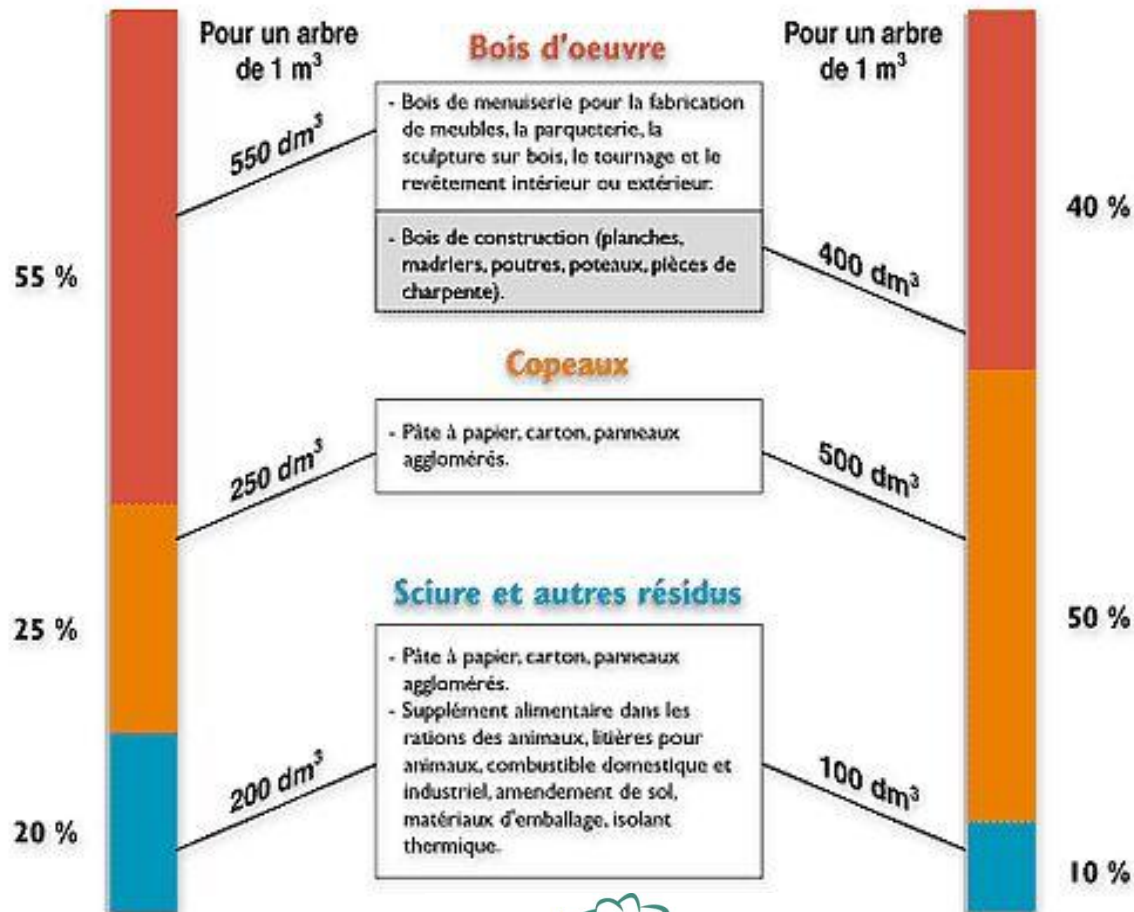 Pour un arbre
de 1 m³
Bois d'oeuvre
Pour un arbre
de 1 m³
- Bois de menuiserie pour la fabrication
de meubles, la parqueterie, la
sculpture sur bois, le tournage et le
revêtement intérieur ou extérieur.
- Bois de construction (planches,
madriers, poutres, poteaux, pièces de
charpente).
550 dm³
55 %
400 dm³
40 %
Copeaux
- Pâte à papier, carton, panneaux
agglomérés.
250 dm³
25 %
500 dm³
50 %
Sciure et autres résidus
- Pâte à papier, carton, panneaux
agglomérés.
- Supplément alimentaire dans les
rations des animaux, litières pour
animaux, combustible domestique et
industriel, amendement de sol,
matériaux d'emballage, isolant
thermique.
200 dm³
20 %
100 dm³
10 %